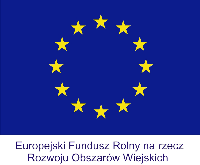 Europejski Fundusz Rolny na rzecz
Rozwoju Obszarów Wiejskich